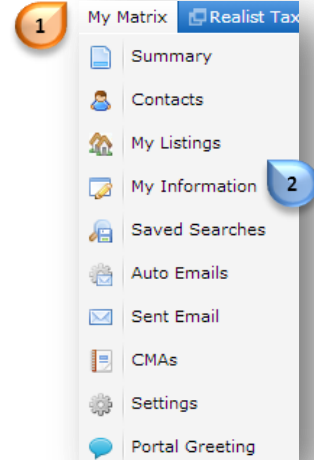 1 My Matrix Realist Tax
Summary
Contacts
My Listings
My Information 2
Saved Searches
Auto Emails
Sent Email
CMAs
Settings
Portal Greeting